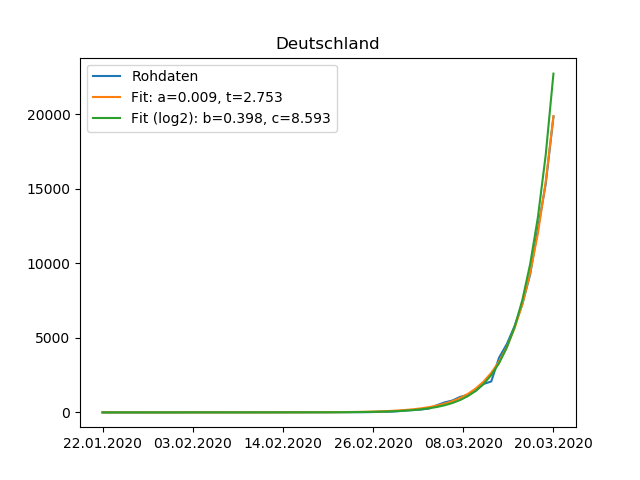 Deutschland
Rohdaten
Fit: a=0.009, t=2.753
Fit (log2): b=0.398, c=8.593
20000
15000
10000
5000
0
22.01.2020 03.02.2020 14.02.2020 26.02.2020 08.03.2020 20.03.2020